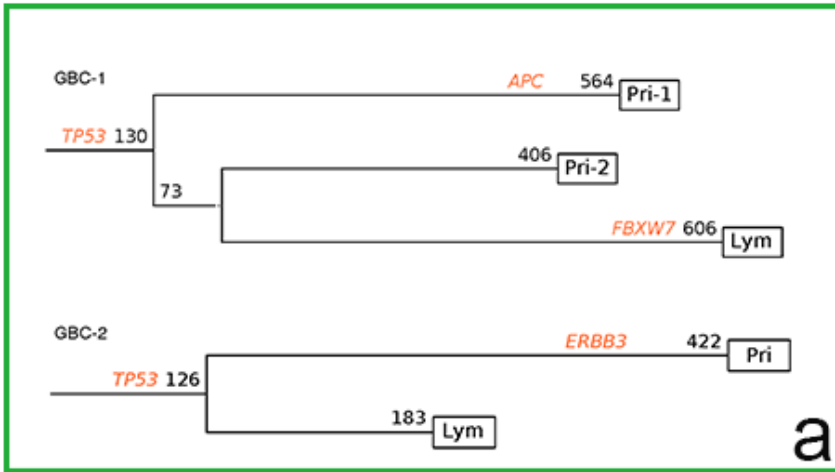 GBC-1
APC 564 Pri-1
TP53 130
406 Pri-2
73
FBXW7 606 Lym
GBC-2
ERBB3 422 Pri
TP53 126
183 Lym
a